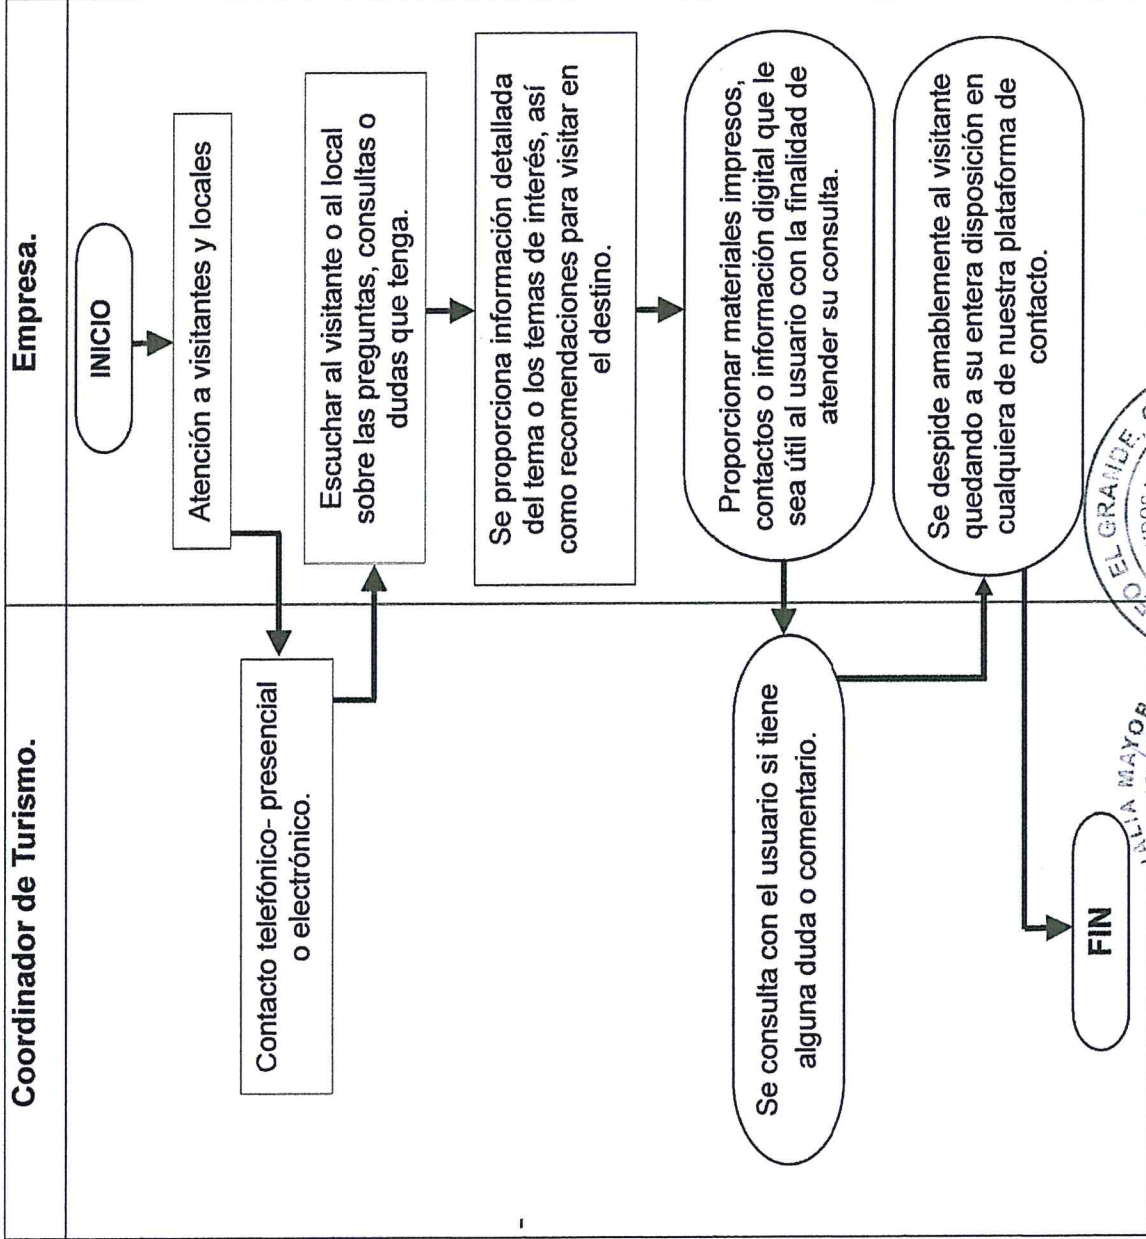 Coordinador de Turismo.
Empresa.
INICIO
Atención a visitantes y locales
Contacto telefónico- presencial
o electrónico.
Escuchar al visitante o al local
sobre las preguntas, consultas o
dudas que tenga.
Se proporciona información detallada
del tema o los temas de interés, así
como recomendaciones para visitar en
el destino.
Proporcionar materiales impresos,
contactos o información digital que le
sea útil al usuario con la finalidad de
atender su consulta.
Se consulta con el usuario si tiene
alguna duda o comentario.
Se despide amablemente al visitante
quedando a su entera disposición en
cualquiera de nuestra plataforma de
contacto.
FIN
EL GRANDE
MAYOR